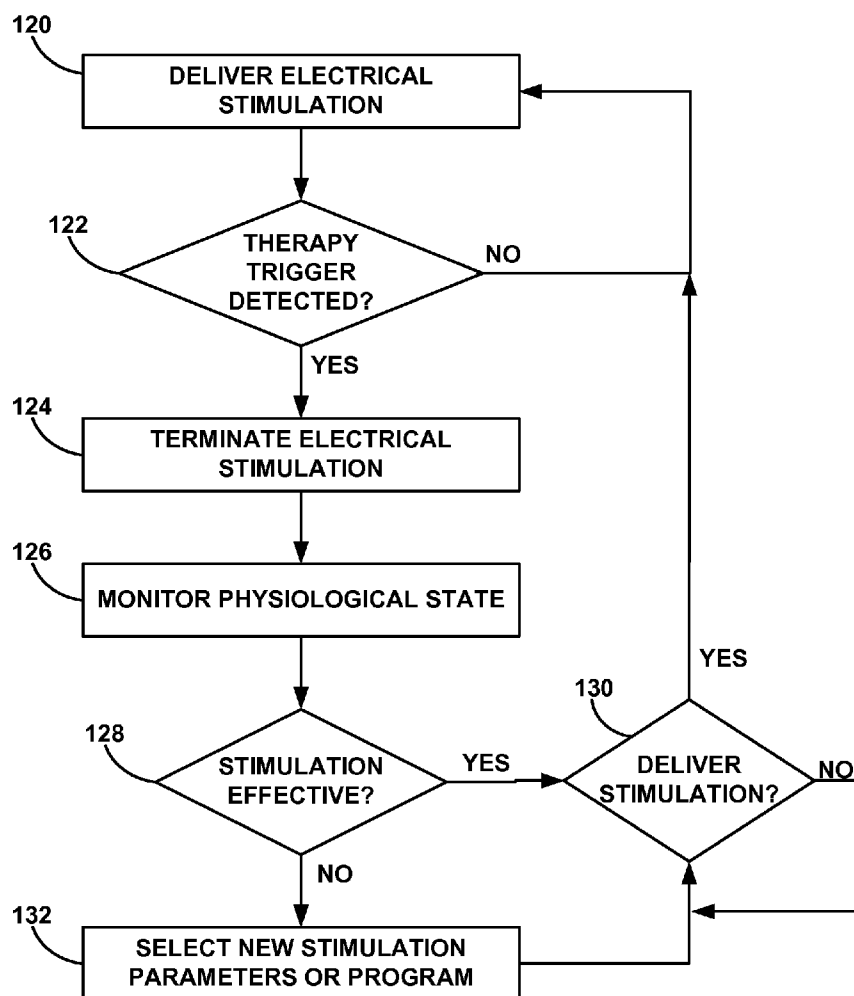 120
DELIVER ELECTRICAL
STIMULATION
122
THERAPY
TRIGGER
DETECTED?
NO
YES
124
TERMINATE ELECTRICAL
STIMULATION
126
MONITOR PHYSIOLOGICAL STATE
YES
130
128
STIMULATION
EFFECTIVE?
YES
DELIVER
STIMULATION?
NO
NO
132
SELECT NEW STIMULATION
PARAMETERS OR PROGRAM